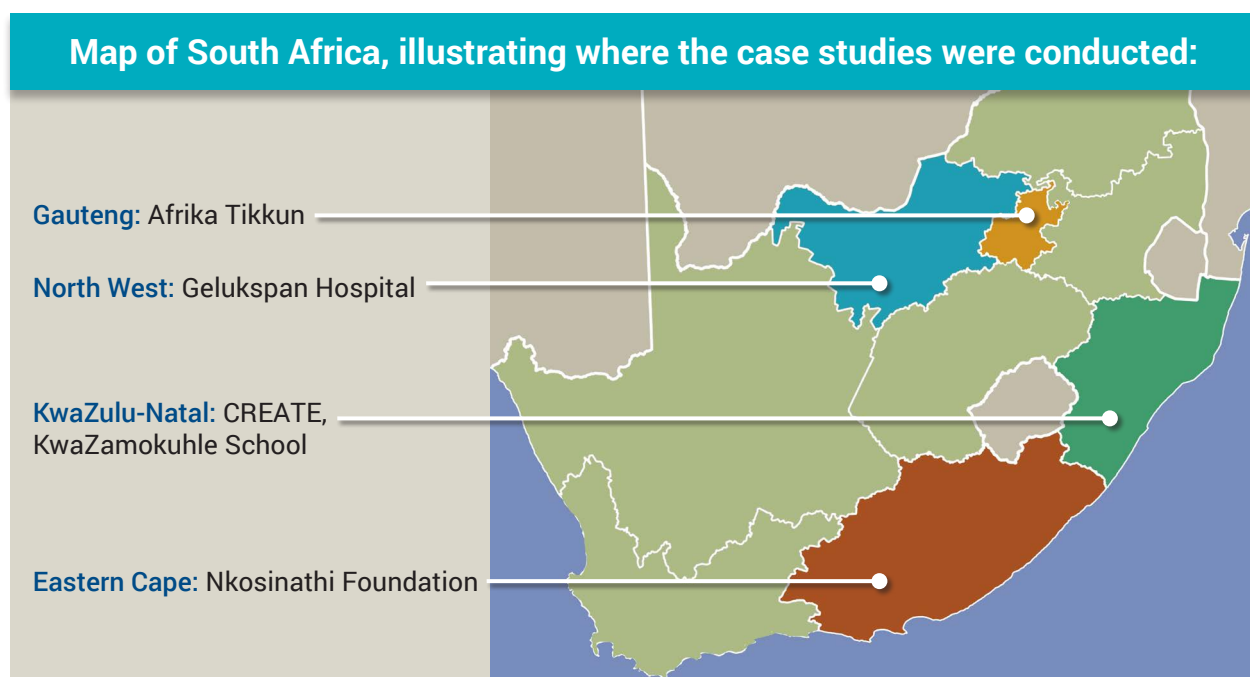 Map of South Africa, illustrating where the case studies were conducted:
Gauteng: Afrika Tikkun
North West: Gelukspan Hospital
KwaZulu-Natal: CREATE,
KwaZamokuhle School
Eastern Cape: Nkosinathi Foundation